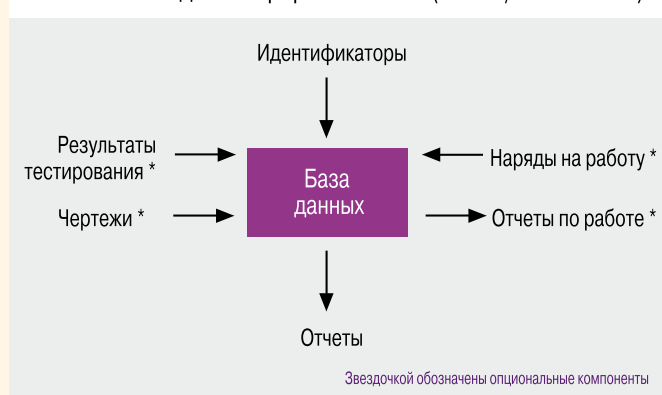 Идентификаторы
Результаты
тестирования *
Наряды на работу *
База
данных
Чертежи *
Отчеты по работе *
Отчеты
Звездочкой обозначены опциональные компоненты